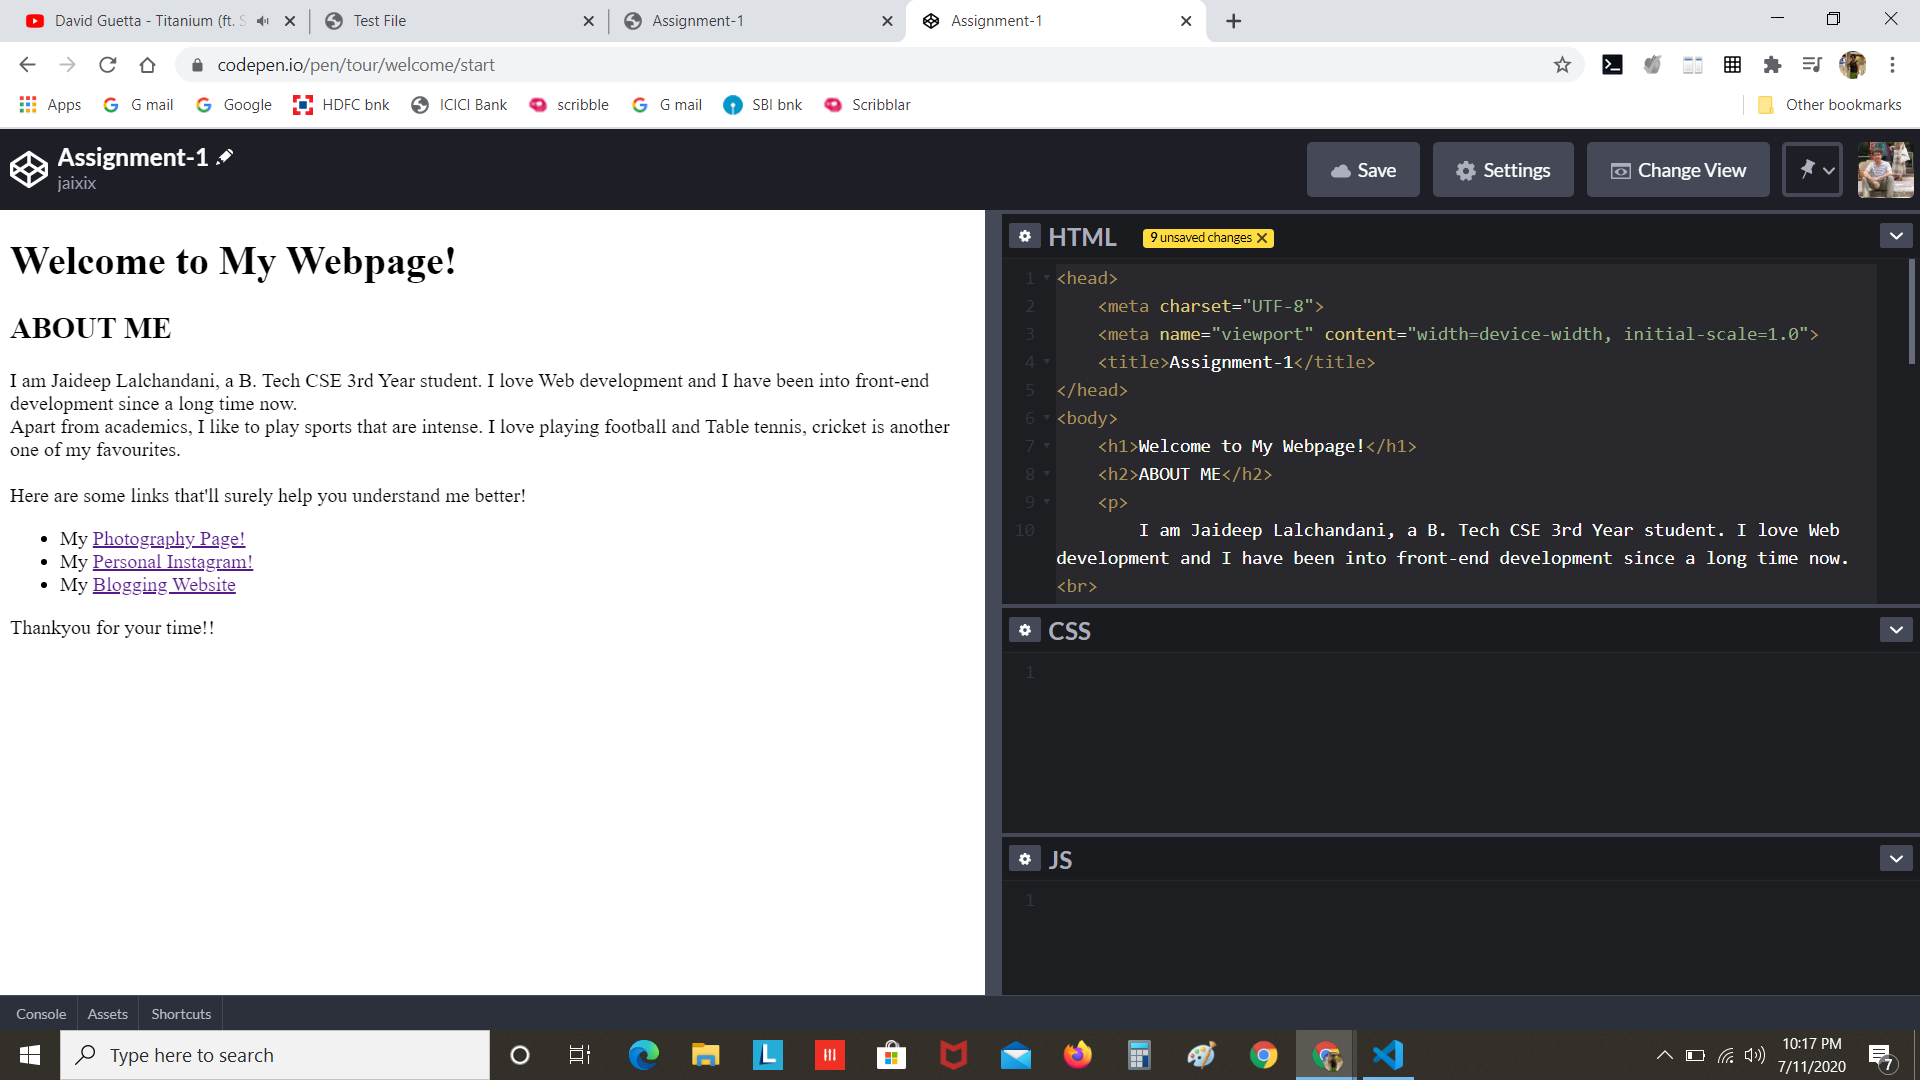 David Guetta - Titanium (ft. S
Test File
Assignment-1
Assignment-1
codepen.io/pen/tour/welcome/start
Apps
G mail
Google
HDFC bnk
ICICI Bank
scribble
G mail
SBI bnk
Scribblar
Other bookmarks
Assignment-1
jaixix
Save
Settings
Change View
Welcome to My Webpage!
ABOUT ME
I am Jaideep Lalchandani, a B. Tech CSE 3rd Year student. I love Web development and I have been into front-end
development since a long time now.
Apart from academics, I like to play sports that are intense. I love playing football and Table tennis, cricket is another
one of my favourites.
Here are some links that'll surely help you understand me better!
• My Photography Page!
• My Personal Instagram!
• My Blogging Website
Thankyou for your time!!
HTML
9 unsaved changes X
1 <head>
2 <meta charset="UTF-8">
3 <meta name="viewport" content="width=device-width, initial-scale=1.0">
4 <title>Assignment-1</title>
5 </head>
6 <body>
7 <h1>Welcome to My Webpage!</h1>
8 <h2>ABOUT ME</h2>
9 <p>
10 I am Jaideep Lalchandani, a B. Tech CSE 3rd Year student. I love Web
development and I have been into front-end development since a long time now.
<br>
CSS
1
JS
1
Console
Assets
Shortcuts
Type here to search
L
10:17 PM
7/11/2020
7